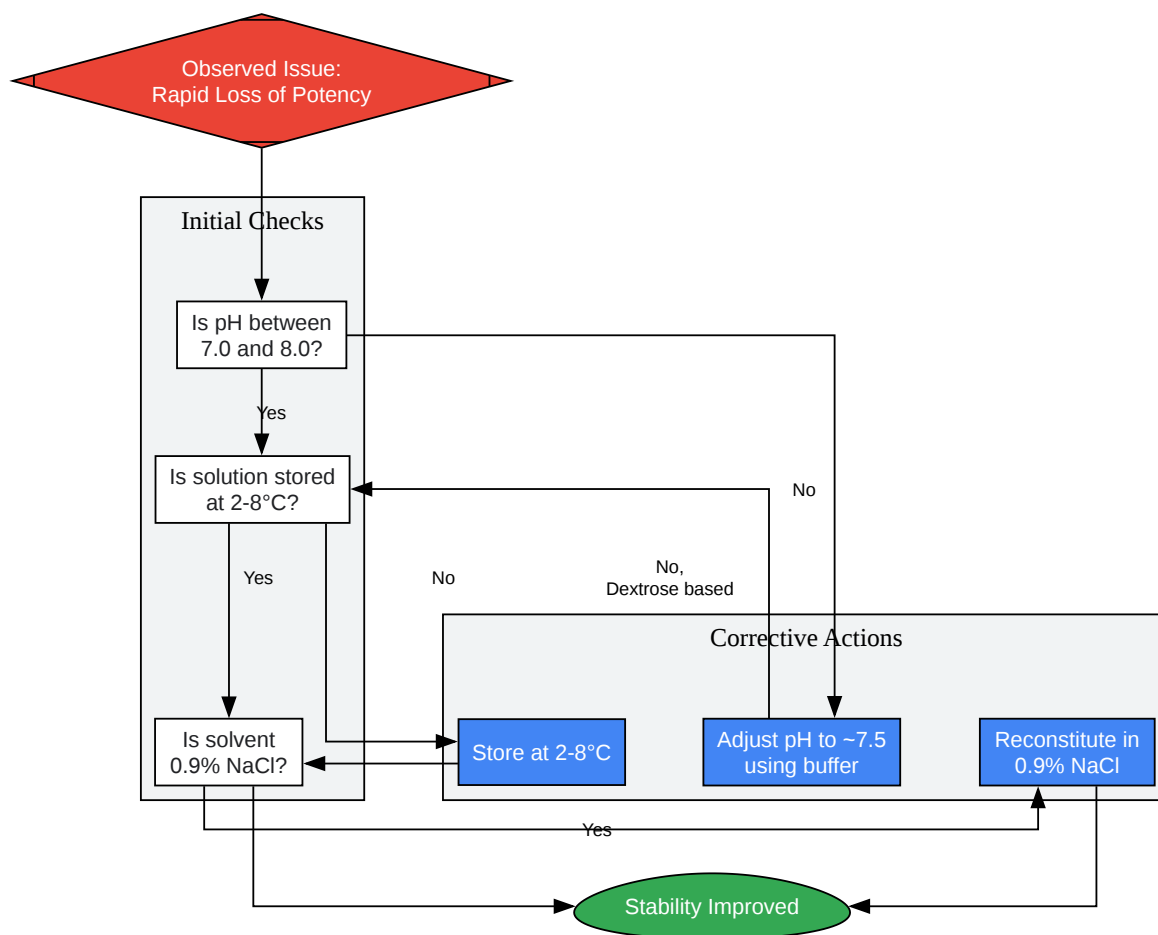 Observed Issue:
Rapid Loss of Potency
Initial Checks
Is pH between
7.0 and 8.0?
Yes
Is solution stored
at 2-8°C?
No
Yes
No
No,
Dextrose based
Corrective Actions
Is solvent
0.9% NaCl?
Store at 2-8°C
Adjust pH to ~7.5
using buffer
Reconstitute in
0.9% NaCl
Yes
Stability Improved